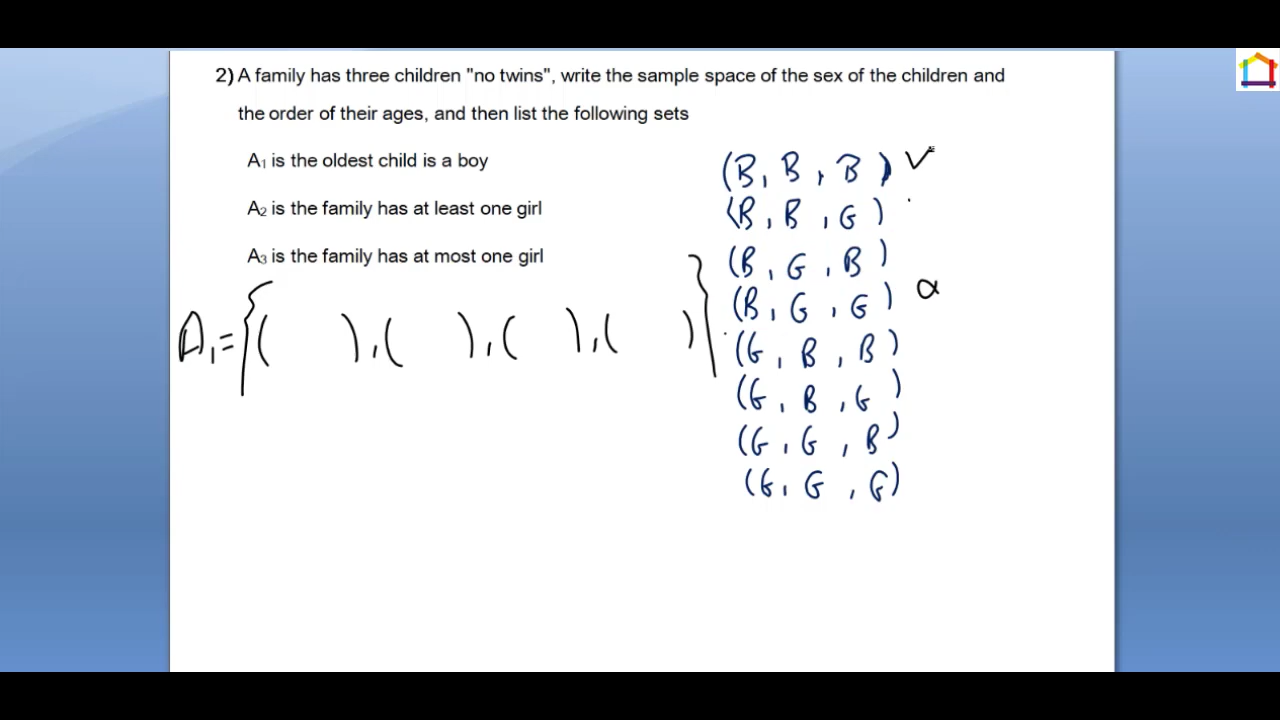 2) A family has three children "no twins", write the sample space of the sex of the children and
the order of their ages, and then list the following sets
A₁ is the oldest child is a boy
A₂ is the family has at least one girl
A₃ is the family has at most one girl
A₁={( ),( ),( ),( )}
(B, B, B) ✓
(B, B, G)
(B, G, B)
(B, G, G) α
(G, B, B)
(G, B, G)
(G, G, B)
(G, G, G)